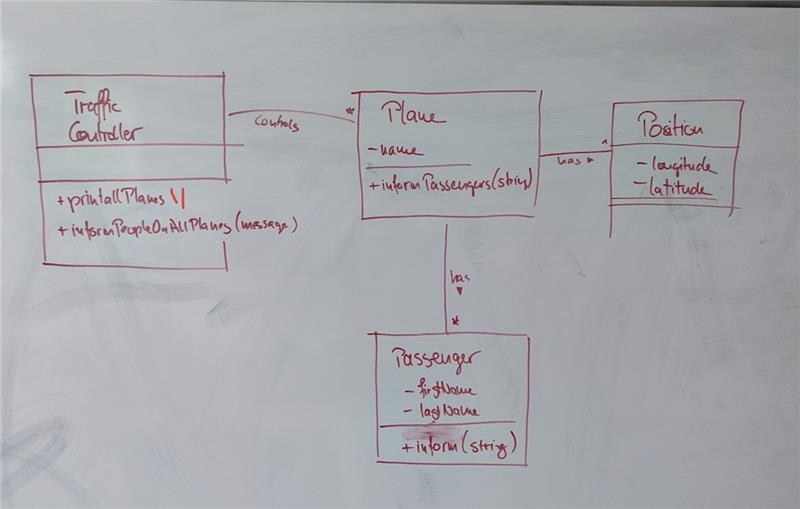 Traffic
Controller
+printallPlanes()
+informPeopleOnAllPlanes(message)
Controls
*
Plane
-name
+informPassengers(string)
has
1
Position
-longitude
-latitude
has
*
Passenger
- firstName
- lastName
+inform(string)